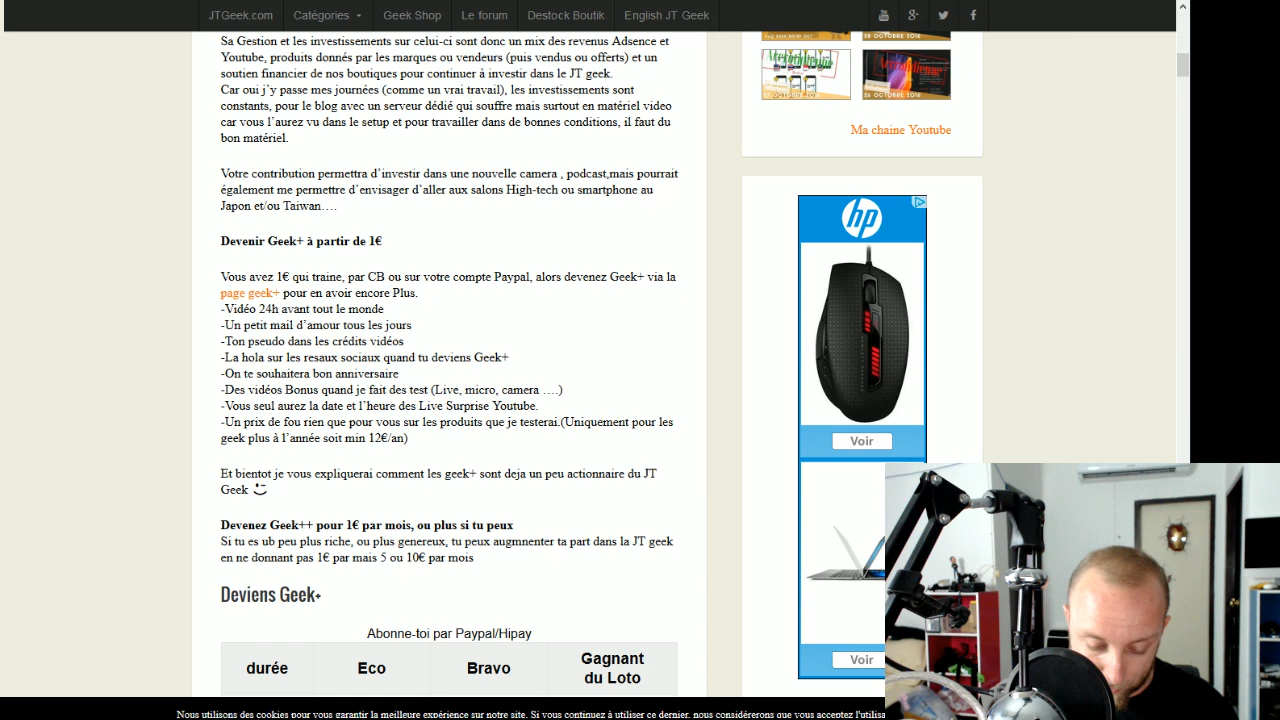 JTGeek.com Catégories Geek Shop Le forum Destock Boutik English JT Geek
Sa Gestion et les investissements sur celui-ci sont donc un mix des revenus Adsence et
Youtube, produits donnés par les marques ou vendeurs (puis vendus ou offerts) et un
soutien financier de nos boutiques pour continuer à investir dans le JT geek.
Car oui j'y passe mes journées (comme un vrai travail), les investissements sont
constants, pour le blog avec un serveur dédié qui souffre mais surtout en matériel video
car vous l'aurez vu dans le setup et pour travailler dans de bonnes conditions, il faut du
bon matériel.
Votre contribution permettra d'investir dans une nouvelle camera , podcast,mais pourrait
également me permettre d'envisager d'aller aux salons High-tech ou smartphone au
Japon et/ou Taiwan….
Devenir Geek+ à partir de 1€
Vous avez 1€ qui traine, par CB ou sur votre compte Paypal, alors devenez Geek+ via la
page geek+ pour en avoir encore Plus.
-Vidéo 24h avant tout le monde
-Un petit mail d'amour tous les jours
-Ton pseudo dans les crédits vidéos
-La hola sur les resaux sociaux quand tu deviens Geek+
-On te souhaitera bon anniversaire
-Des vidéos Bonus quand je fait des test (Live, micro, camera ….)
-Vous seul aurez la date et l'heure des Live Surprise Youtube.
-Un prix de fou rien que pour vous sur les produits que je testerai.(Uniquement pour les
geek plus à l'année soit min 12€/an)
Et bientot je vous expliquerai comment les geek+ sont deja un peu actionnaire du JT
Geek
Devenez Geek++ pour 1€ par mois, ou plus si tu peux
Si tu es ub peu plus riche, ou plus genereux, tu peux augmnenter ta part dans la JT geek
en ne donnant pas 1€ par mais 5 ou 10€ par mois
Deviens Geek+
Abonne-toi par Paypal/Hipay
durée Eco Bravo Gagnant
du Loto
26 OCTOBRE 2016
Ma chaine Youtube
hp
Voir
Voir
Nous utilisons des cookies pour vous garantir la meilleure expérience sur notre site. Si vous continuez à utiliser ce dernier, nous considérerons que vous acceptez